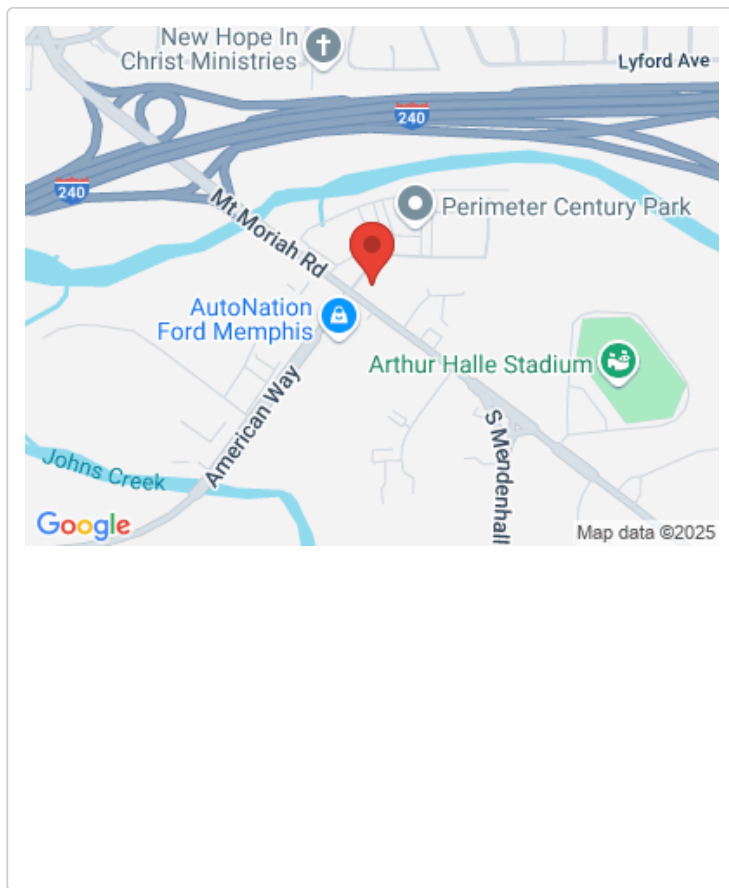 New Hope In
Christ Ministries
Lyford Ave
240
240
Mt Moriah Rd
Perimeter Century Park
AutoNation
Ford Memphis
Arthur Halle Stadium
American Way
S Mendenhall
Johns Creek
Google
Map data ©2025